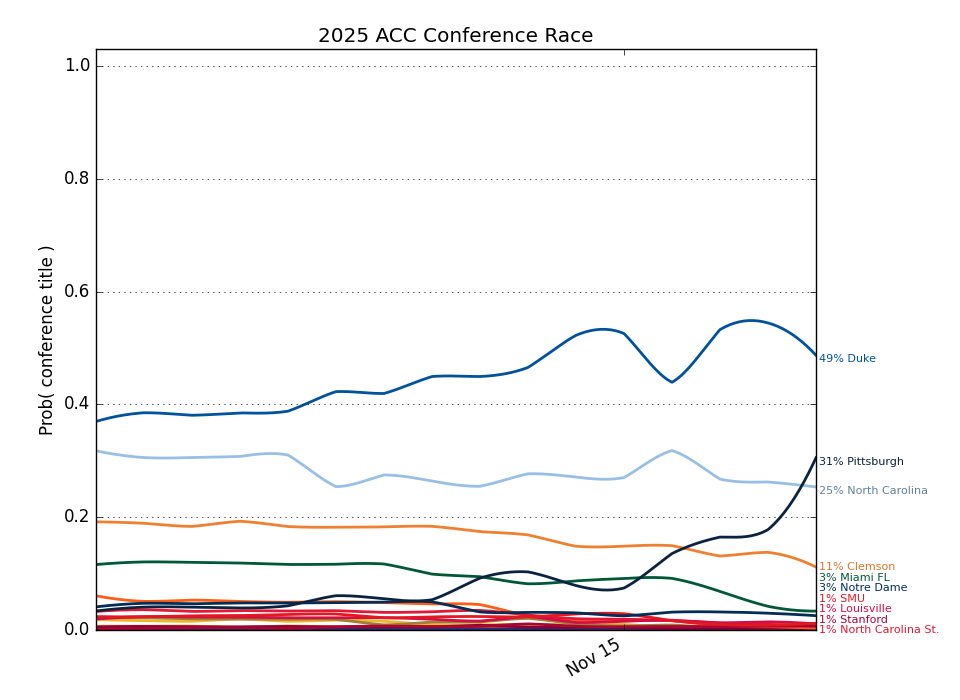 2025 ACC Conference Race
Prob( conference title )
1.0
0.8
0.6
0.4
0.2
0.0
Nov 15
49% Duke
31% Pittsburgh
25% North Carolina
11% Clemson
3% Miami FL
3% Notre Dame
1% SMU
1% Louisville
1% Stanford
1% North Carolina St.